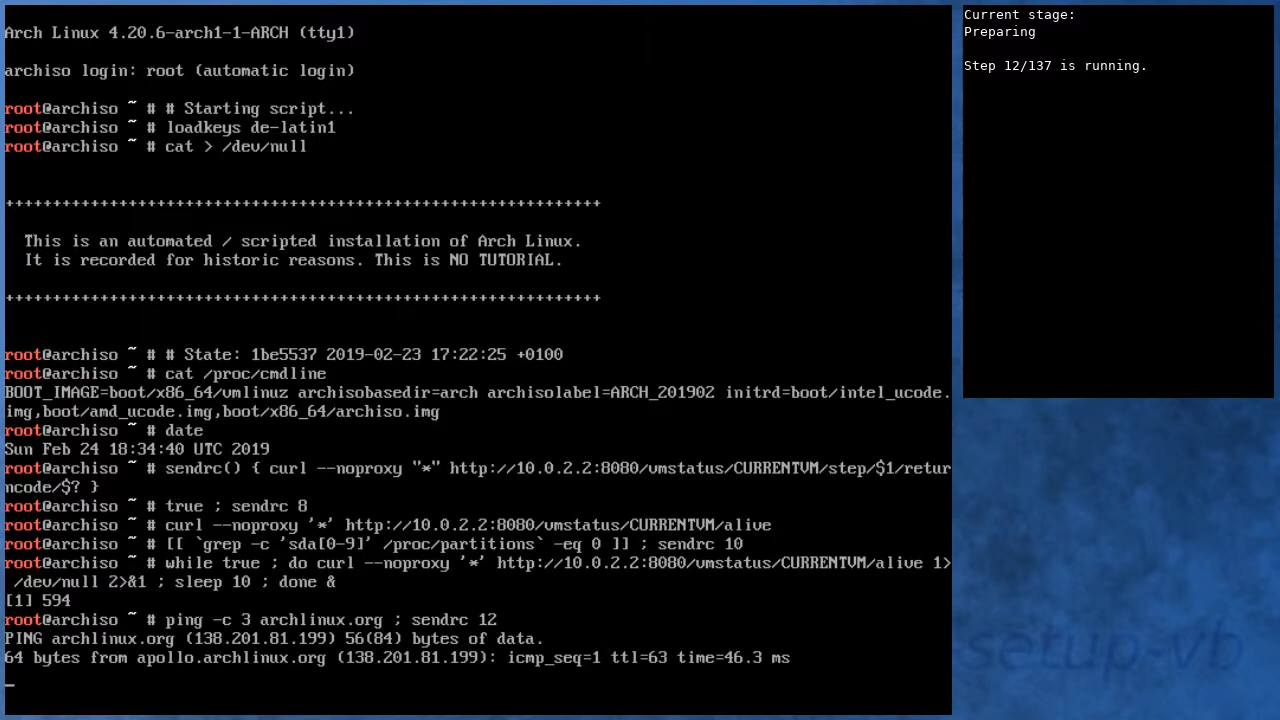 Arch Linux 4.20.6-arch1-1-ARCH (tty1)
archiso login: root (automatic login)
root@archiso ~ # # Starting script...
root@archiso ~ # loadkeys de-latin1
root@archiso ~ # cat > /dev/null
+++++++++++++++++++++++++++++++++++++++++++++++++++++++++++++++
This is an automated / scripted installation of Arch Linux.
It is recorded for historic reasons. This is NO TUTORIAL.
+++++++++++++++++++++++++++++++++++++++++++++++++++++++++++++++
root@archiso ~ # # State: 1be5537 2019-02-23 17:22:25 +0100
root@archiso ~ # cat /proc/cmdline
BOOT_IMAGE=boot/x86_64/vmlinuz archisobasedir=arch archisolabel=ARCH_201902 initrd=boot/intel_ucode.
img,boot/amd_ucode.img,boot/x86_64/archiso.img
root@archiso ~ # date
Sun Feb 24 18:34:40 UTC 2019
root@archiso ~ # sendrc() { curl --noproxy "*" http://10.0.2.2:8080/vmstatus/CURRENTVM/step/$1/retur
ncode/$? }
root@archiso ~ # true ; sendrc 8
root@archiso ~ # curl --noproxy '*' http://10.0.2.2:8080/vmstatus/CURRENTVM/alive
root@archiso ~ # [[ `grep -c 'sda[0-9]' /proc/partitions` -eq 0 ]] ; sendrc 10
root@archiso ~ # while true ; do curl --noproxy '*' http://10.0.2.2:8080/vmstatus/CURRENTVM/alive 1>
/dev/null 2>&1 ; sleep 10 ; done &
[1] 594
root@archiso ~ # ping -c 3 archlinux.org ; sendrc 12
PING archlinux.org (138.201.81.199) 56(84) bytes of data.
64 bytes from apollo.archlinux.org (138.201.81.199): icmp_seq=1 ttl=63 time=46.3 ms
Current stage:
Preparing
Step 12/137 is running.
setup-vb